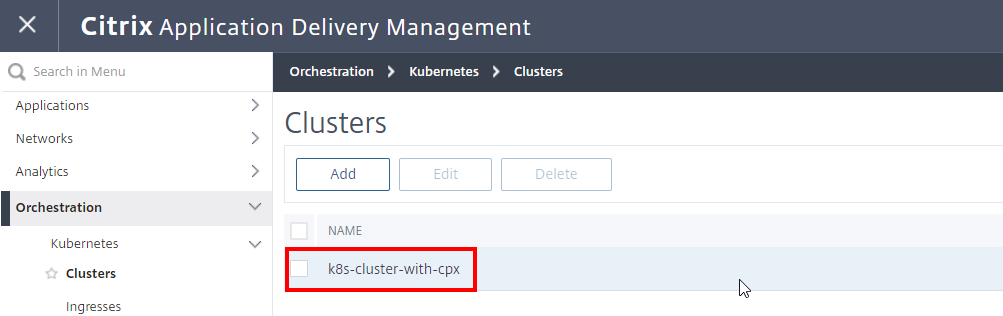 Citrix Application Delivery Management
Search in Menu
Orchestration > Kubernetes > Clusters
Applications
Networks
Analytics
Orchestration
Kubernetes
Clusters
Ingresses
Clusters
Add Edit Delete
NAME
k8s-cluster-with-cpx